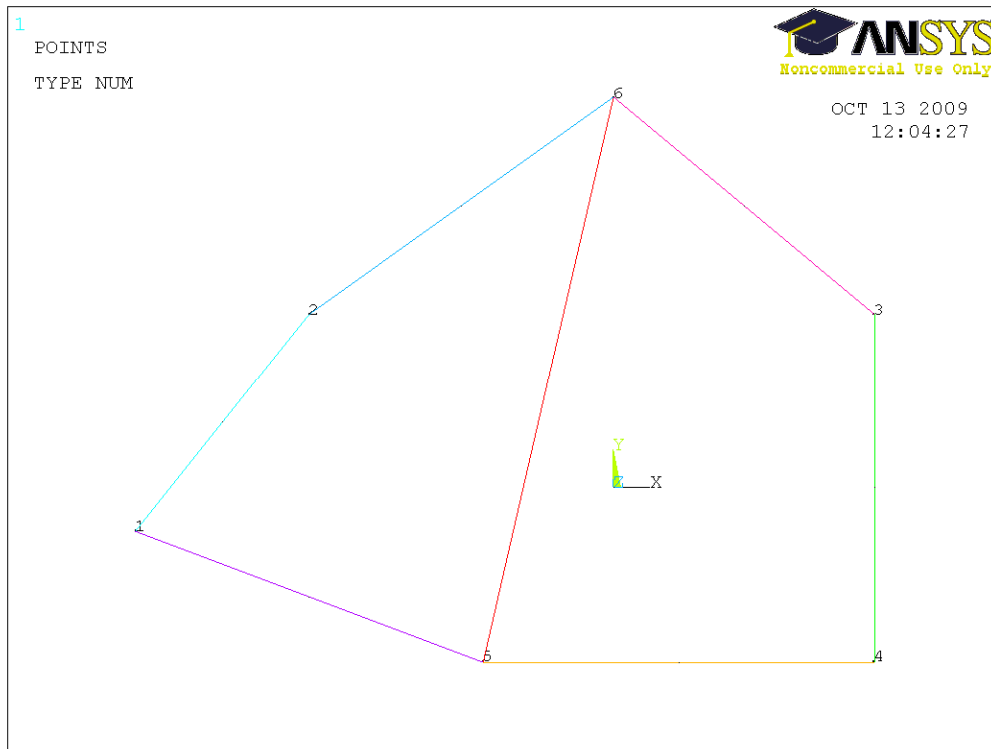 1
POINTS
TYPE NUM
ANSYS
Noncommercial Use Only
OCT 13 2009
12:04:27
6
2
3
Y
Z X
1
5
4